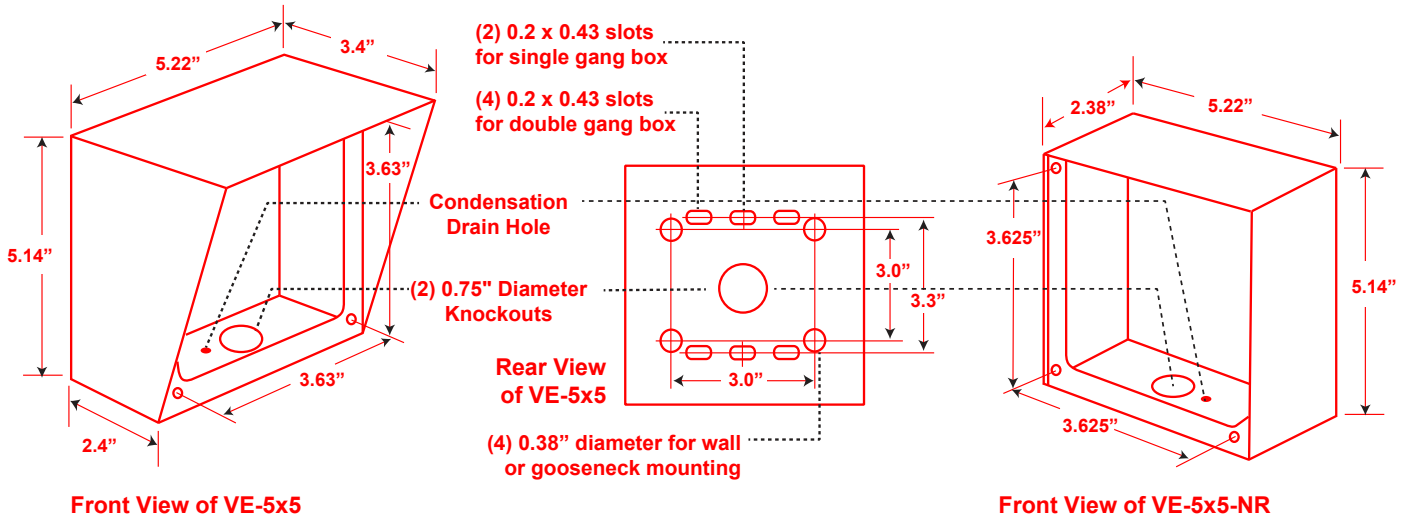 5.22”
3.4”
3.63”
5.14”
3.63”
2.4”
Front View of VE-5x5
(2) 0.2 x 0.43 slots
for single gang box
(4) 0.2 x 0.43 slots
for double gang box
Condensation
Drain Hole
(2) 0.75" Diameter
Knockouts
3.0”
3.3”
3.0”
Rear View
of VE-5x5
(4) 0.38” diameter for wall
or gooseneck mounting
2.38”
5.22”
3.625”
5.14”
3.625”
Front View of VE-5x5-NR